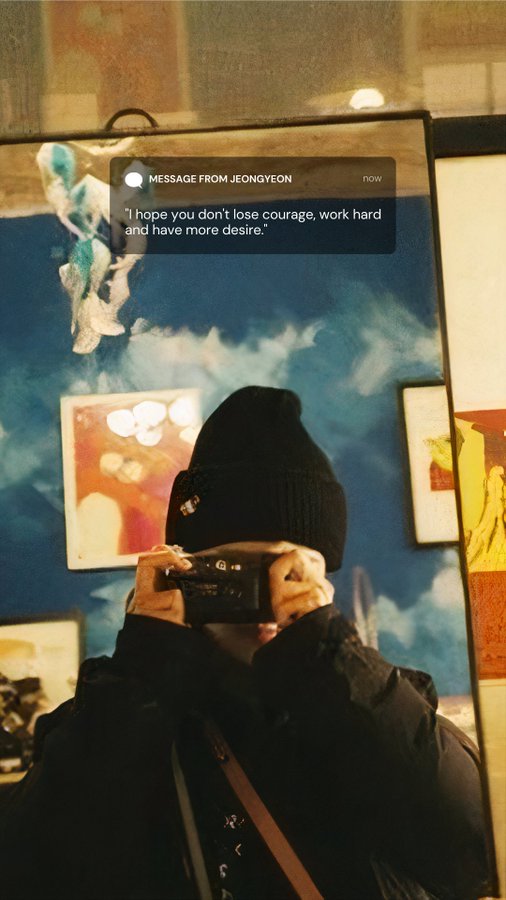 MESSAGE FROM JEONGYEON now
"I hope you don't lose courage, work hard
and have more desire."